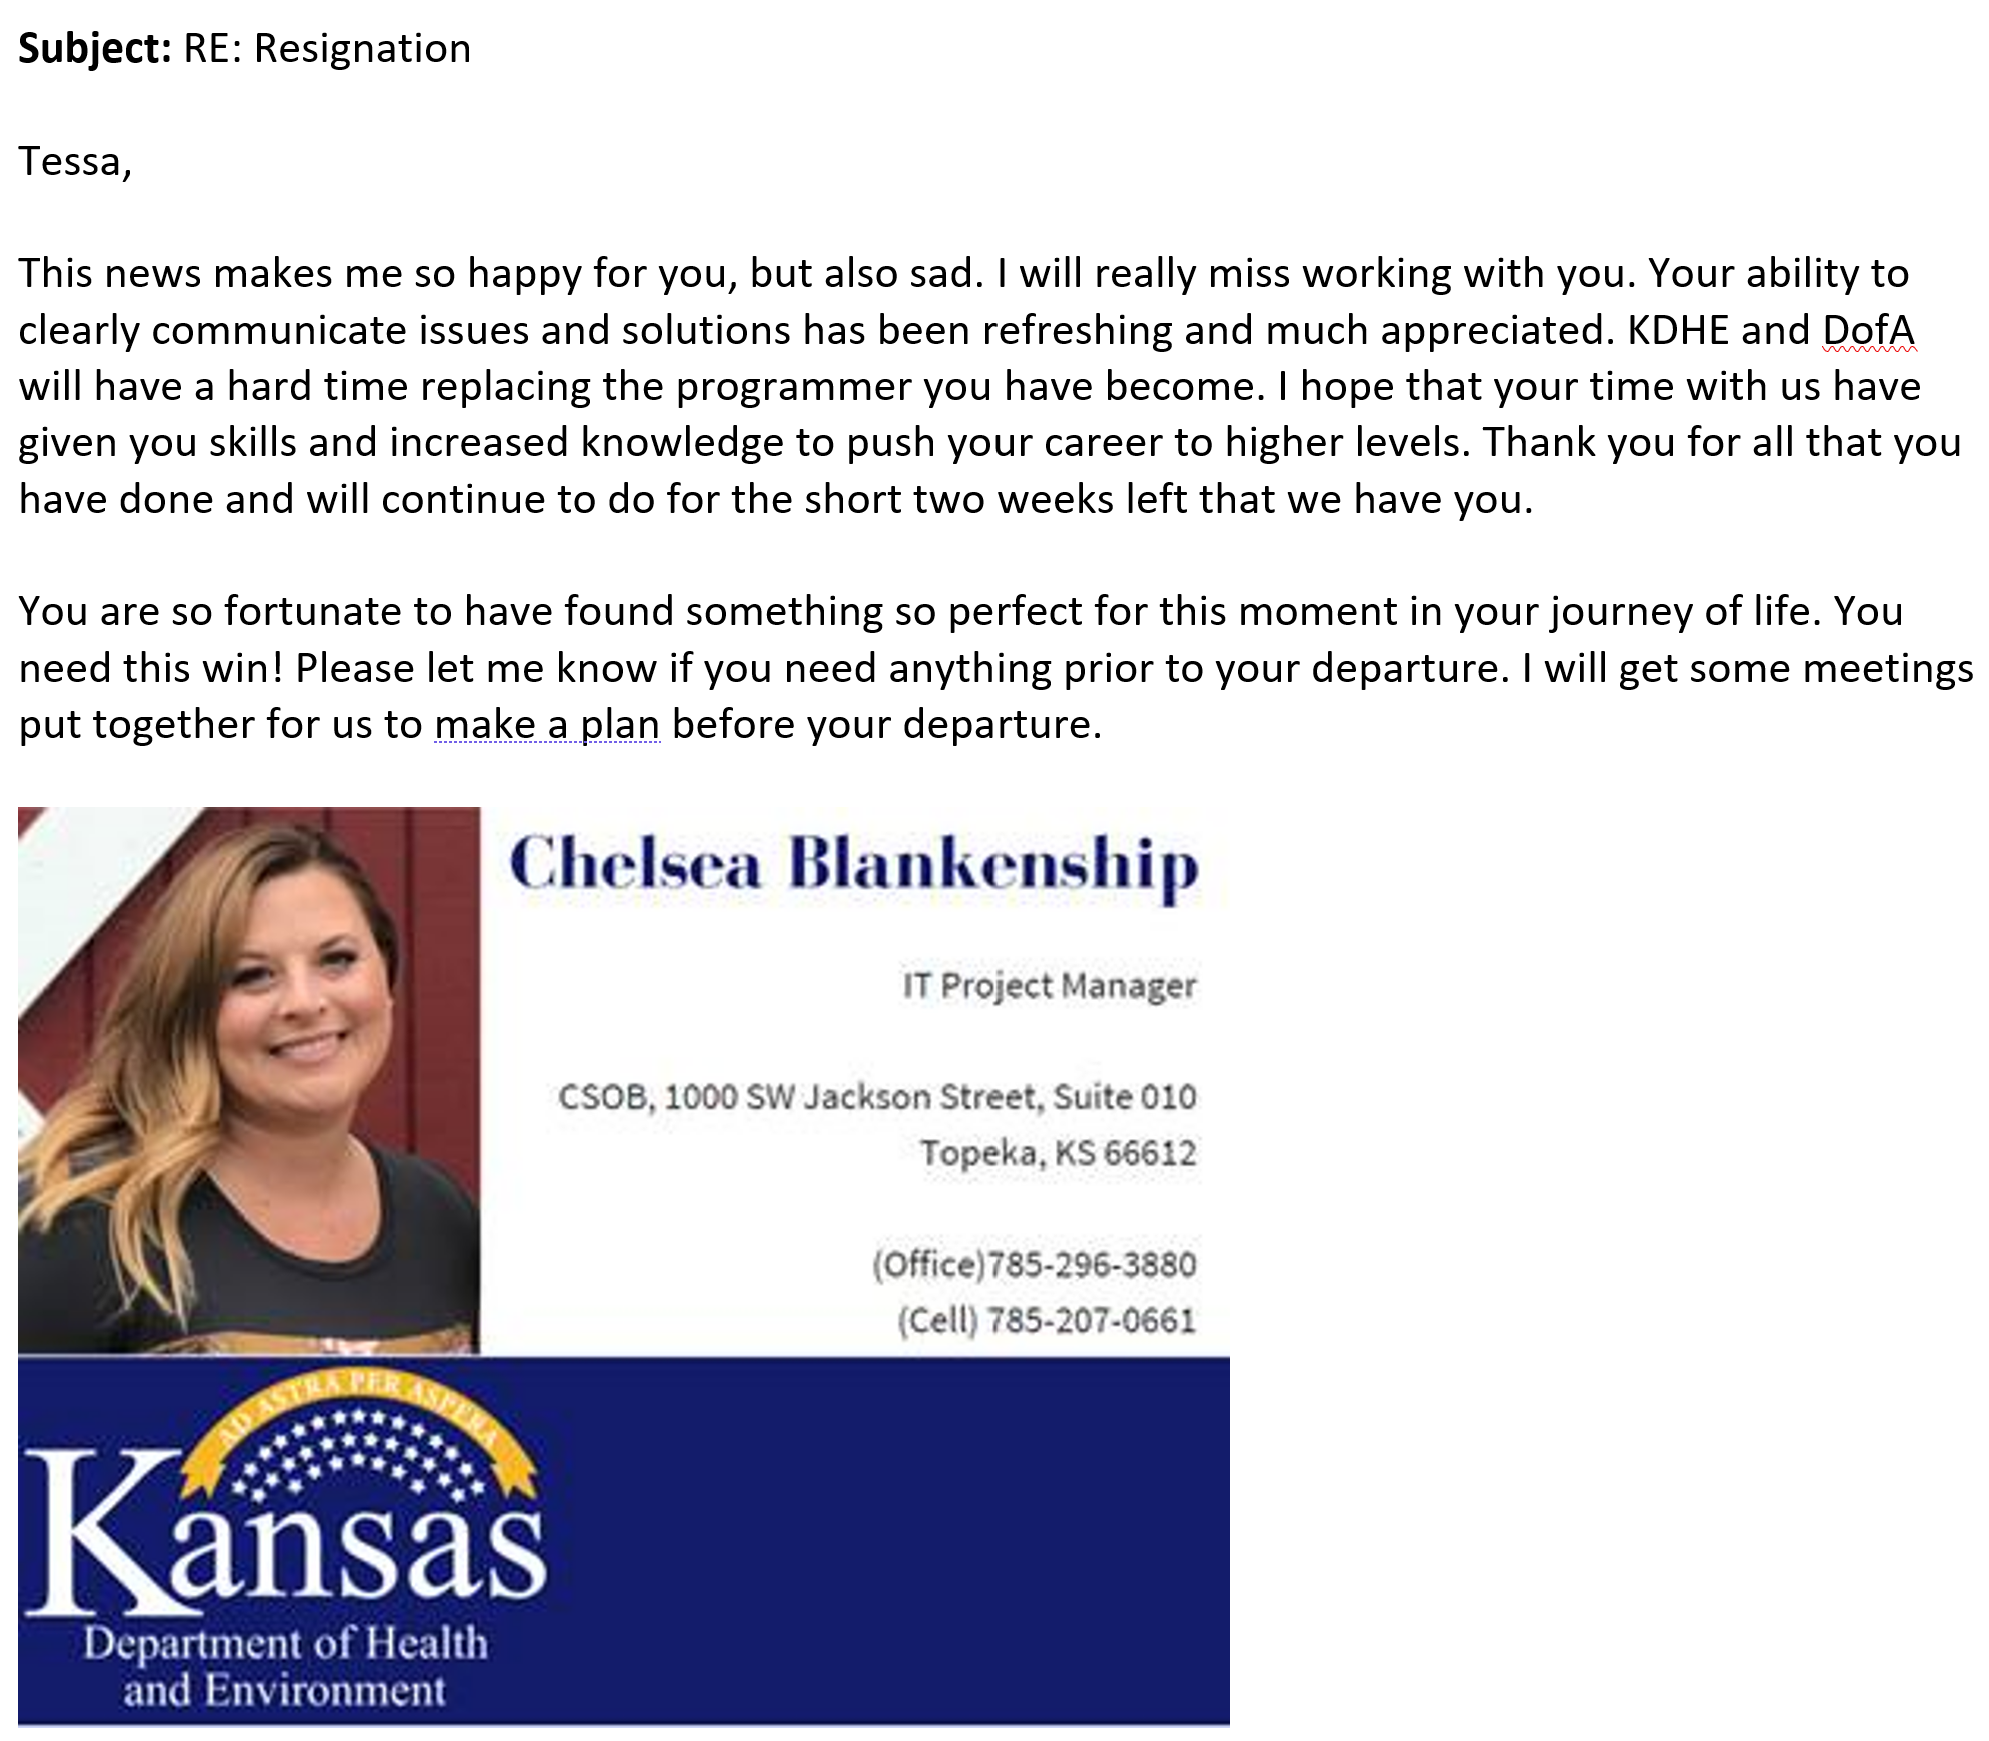 Subject: RE: Resignation
Tessa,
This news makes me so happy for you, but also sad. I will really miss working with you. Your ability to
clearly communicate issues and solutions has been refreshing and much appreciated. KDHE and DofA
will have a hard time replacing the programmer you have become. I hope that your time with us have
given you skills and increased knowledge to push your career to higher levels. Thank you for all that you
have done and will continue to do for the short two weeks left that we have you.
You are so fortunate to have found something so perfect for this moment in your journey of life. You
need this win! Please let me know if you need anything prior to your departure. I will get some meetings
put together for us to make a plan before your departure.
Chelsea Blankenship
IT Project Manager
CSOB, 1000 SW Jackson Street, Suite 010
Topeka, KS 66612
(Office)785-296-3880
(Cell) 785-207-0661
AD ASTRA PER ASPERA
Kansas
Department of Health
and Environment